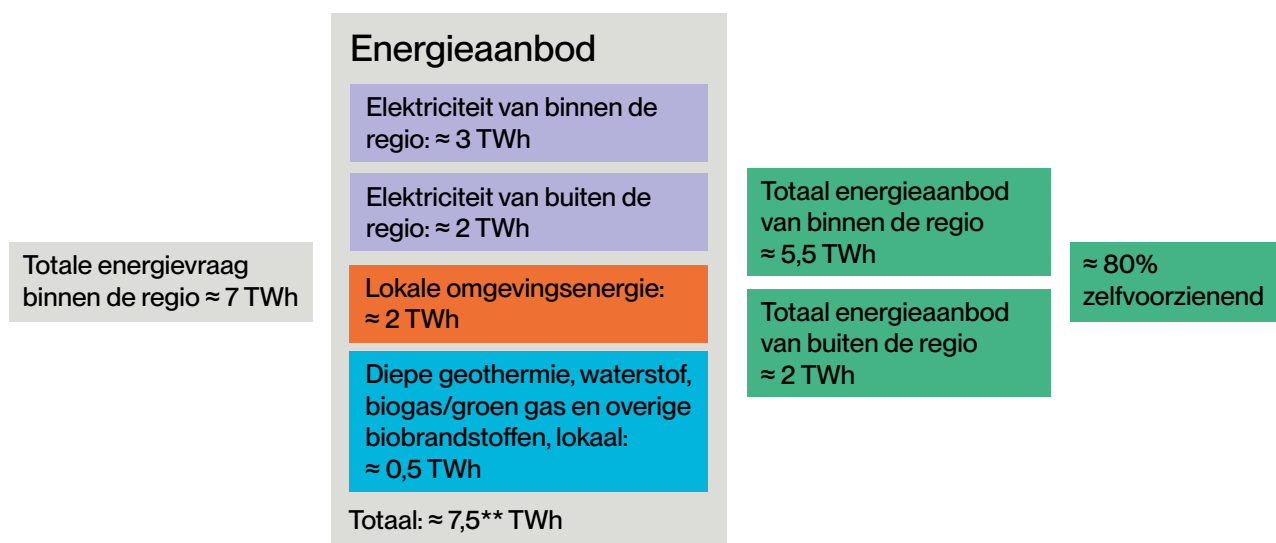 Totale energievraag
binnen de regio ≈ 7 TWh
Energieaanbod
Elektriciteit van binnen de
regio: ≈ 3 TWh
Elektriciteit van buiten de
regio: ≈ 2 TWh
Lokale omgevingsenergie:
≈ 2 TWh
Diepe geothermie, waterstof,
biogas/groen gas en overige
biobrandstoffen, lokaal:
≈ 0,5 TWh
Totaal: ≈ 7,5** TWh
Totaal energieaanbod
van binnen de regio
≈ 5,5 TWh
Totaal energieaanbod
van buiten de regio
≈ 2 TWh
≈ 80%
zelfvoorzienend